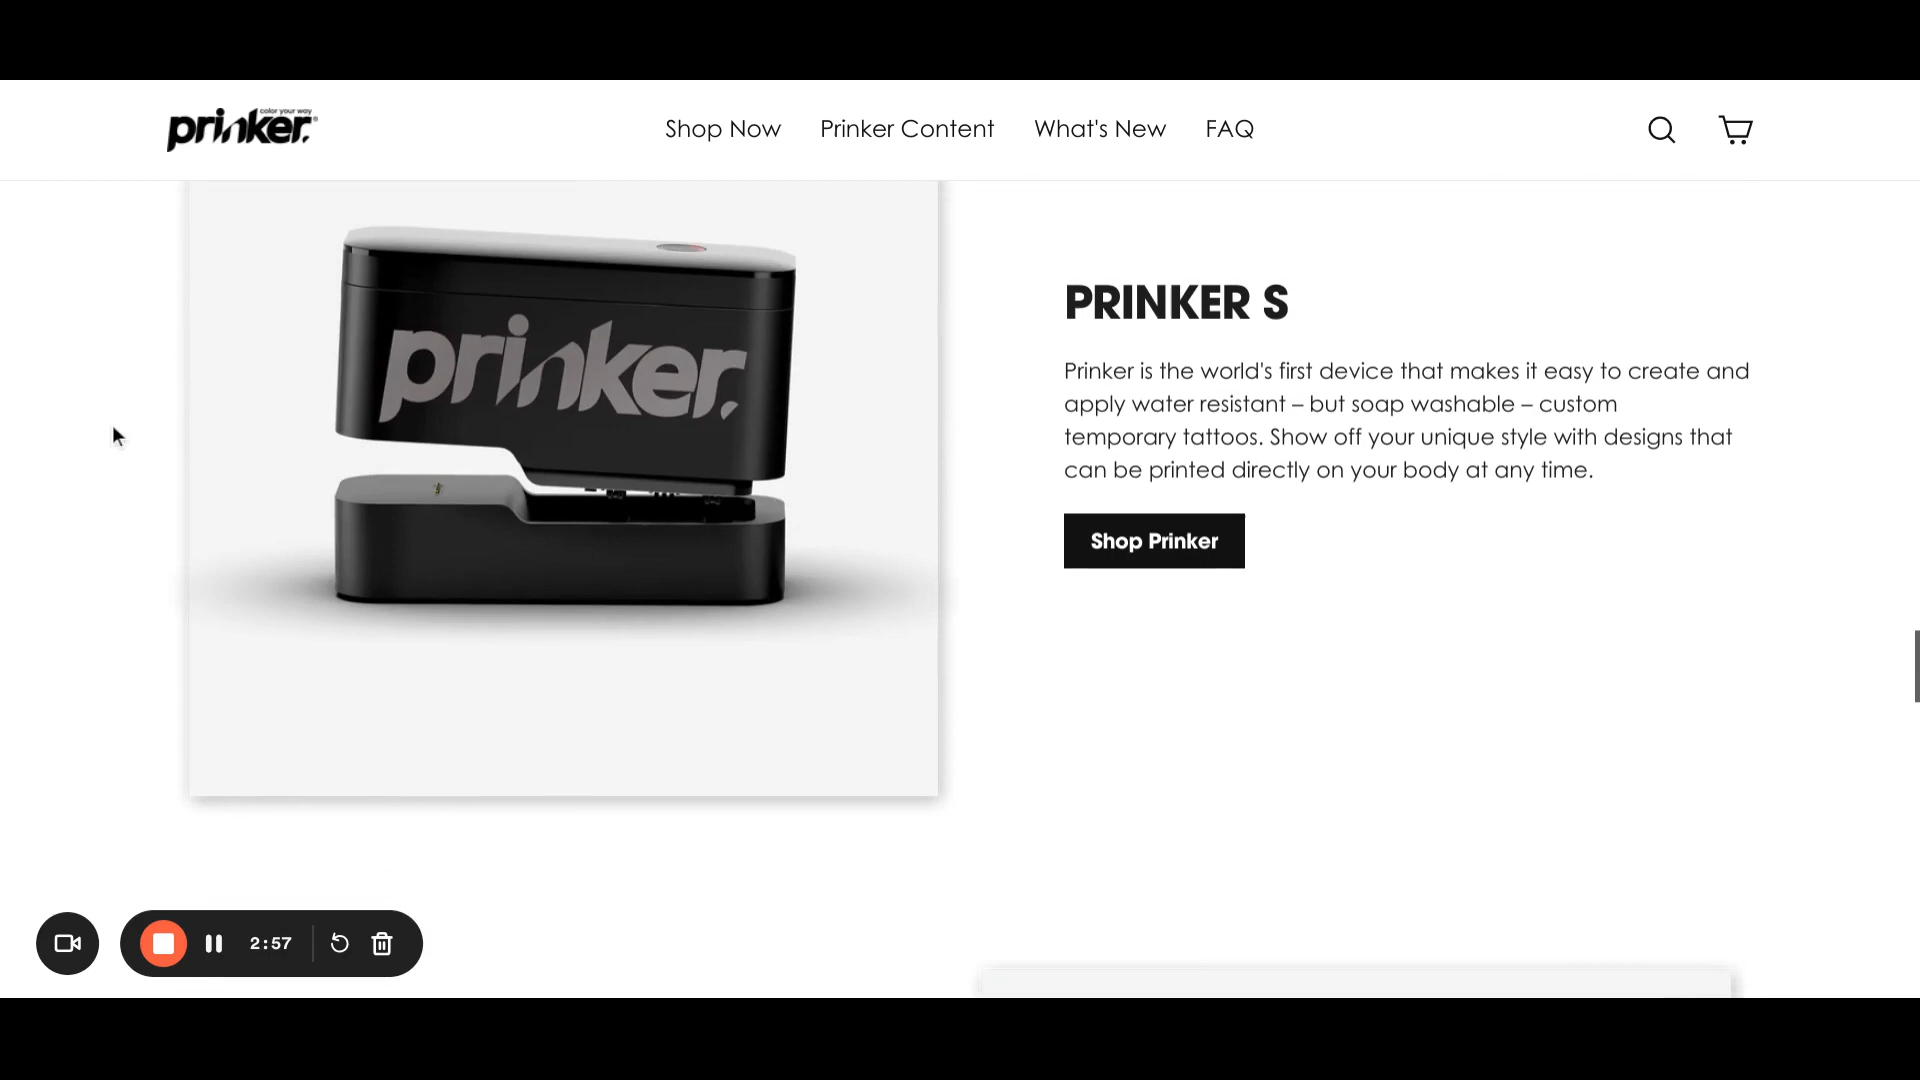 color your way
prinker.®
Shop Now Prinker Content What's New FAQ
prinker.
PRINKER S
Prinker is the world's first device that makes it easy to create and
apply water resistant – but soap washable – custom
temporary tattoos. Show off your unique style with designs that
can be printed directly on your body at any time.
Shop Prinker
2:57